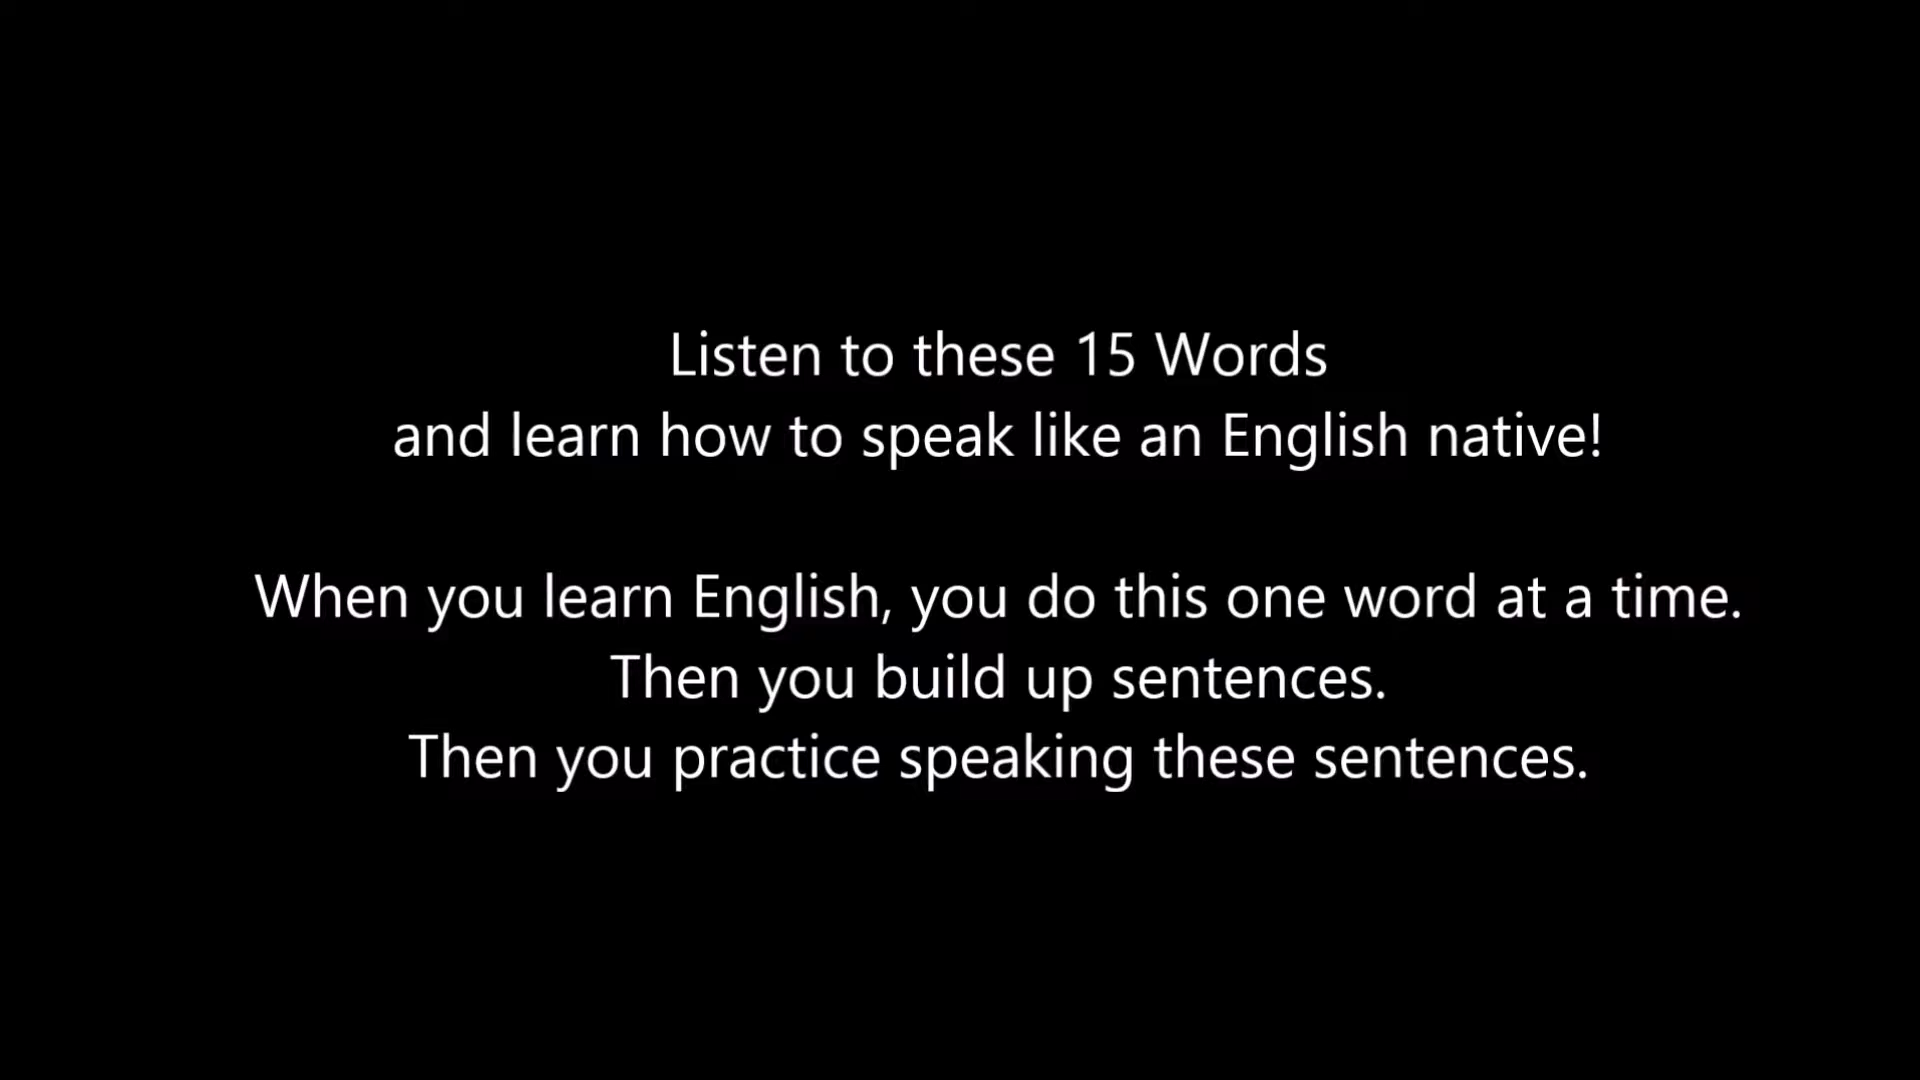 Listen to these 15 Words
and learn how to speak like an English native!
When you learn English, you do this one word at a time.
Then you build up sentences.
Then you practice speaking these sentences.